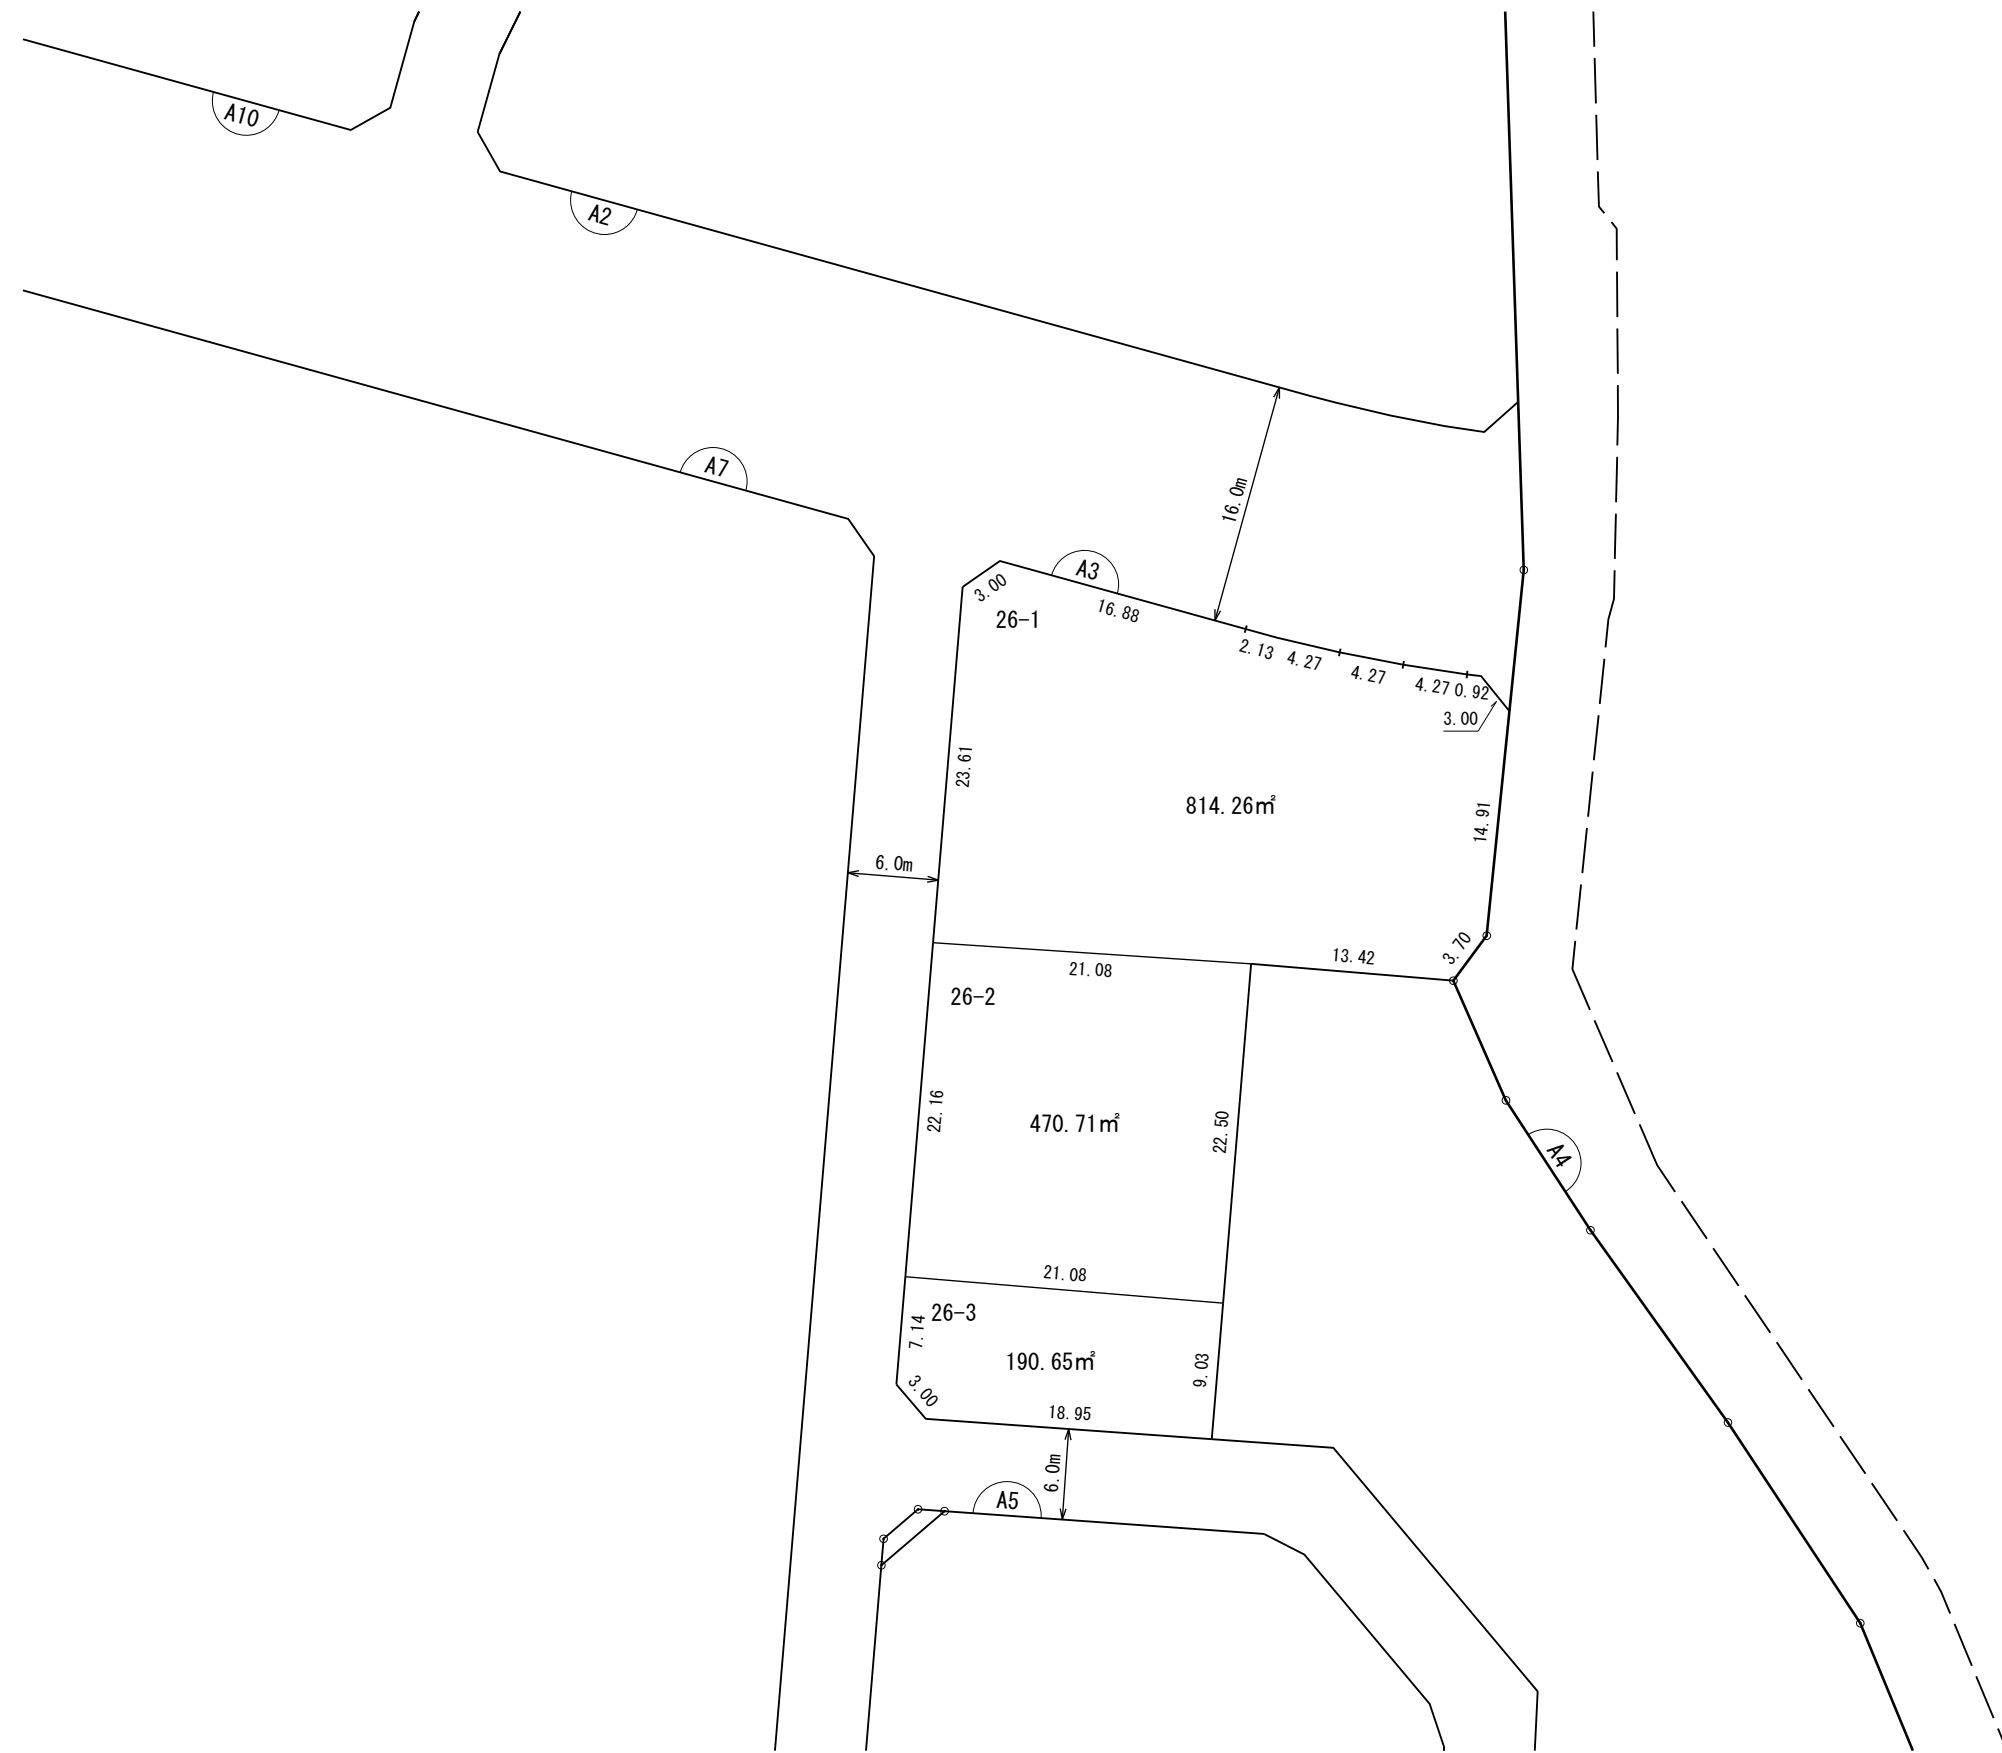 A10
A2
A7
16.0m
A3
3.00
16.88
26-1
2.13
4.27
4.27
4.27
0.92
3.00
23.61
814.26㎡
14.91
6.0m
3.70
13.42
21.08
26-2
22.16
470.71㎡
22.50
A4
21.08
26-3
7.14
190.65㎡
9.03
3.00
18.95
6.0m
A5